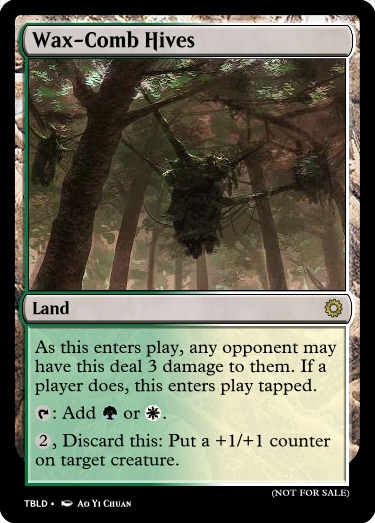 Wax-Comb Hives
Land
As this enters play, any opponent may
have this deal 3 damage to them. If a
player does, this enters play tapped.
: Add or .
2, Discard this: Put a +1/+1 counter
on target creature.
(NOT FOR SALE)
TBLD • Ao Yi Chuan